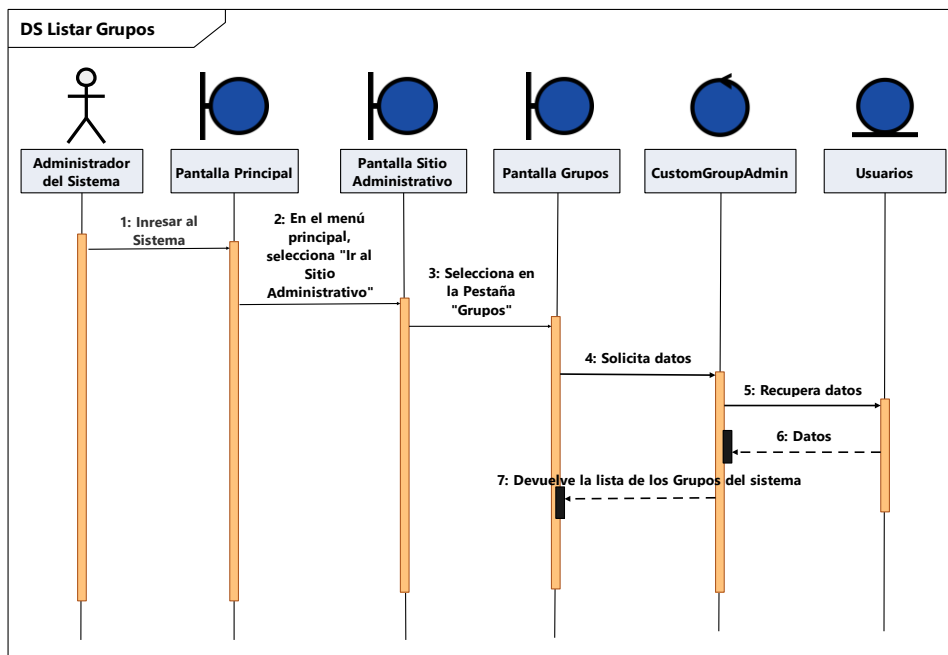 DS Listar Grupos
Administrador
del Sistema
Pantalla Principal
Pantalla Sitio
Administrativo
Pantalla Grupos
CustomGroupAdmin
Usuarios
1: Inresar al
Sistema
2: En el menú
principal,
selecciona "Ir al
Sitio
Administrativo"
3: Selecciona en
la Pestaña
"Grupos"
4: Solicita datos
5: Recupera datos
6: Datos
7: Devuelve la lista de los Grupos del sistema